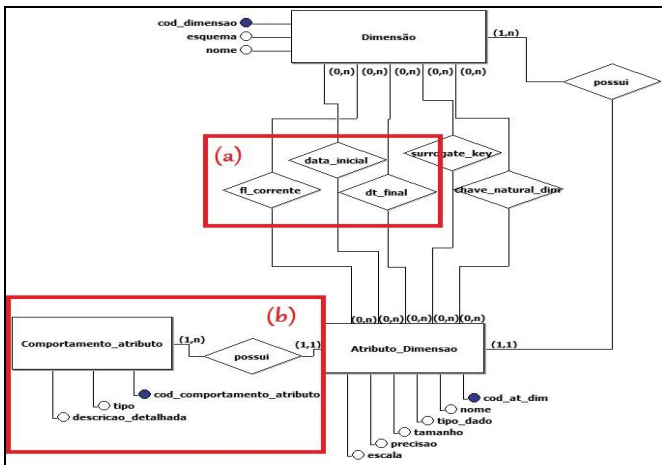 cod_dimensao
esquema
nome
Dimensão
(1,n)
possui
(0,n) (0,n) (0,n) (0,n) (0,n)
(a)
data_inicial
surrogate_key
fl_corrente
dt_final
chave_natural_dim
(b)
(0,n) (0,n) (0,n) (0,n) (0,n)
Comportamento_atributo
(1,n)
possui
(1,1)
Atributo_Dimensao
(1,1)
cod_comportamento_atributo
tipo
descricao_detalhada
cod_at_dim
nome
tipo_dado
tamanho
precisao
escala